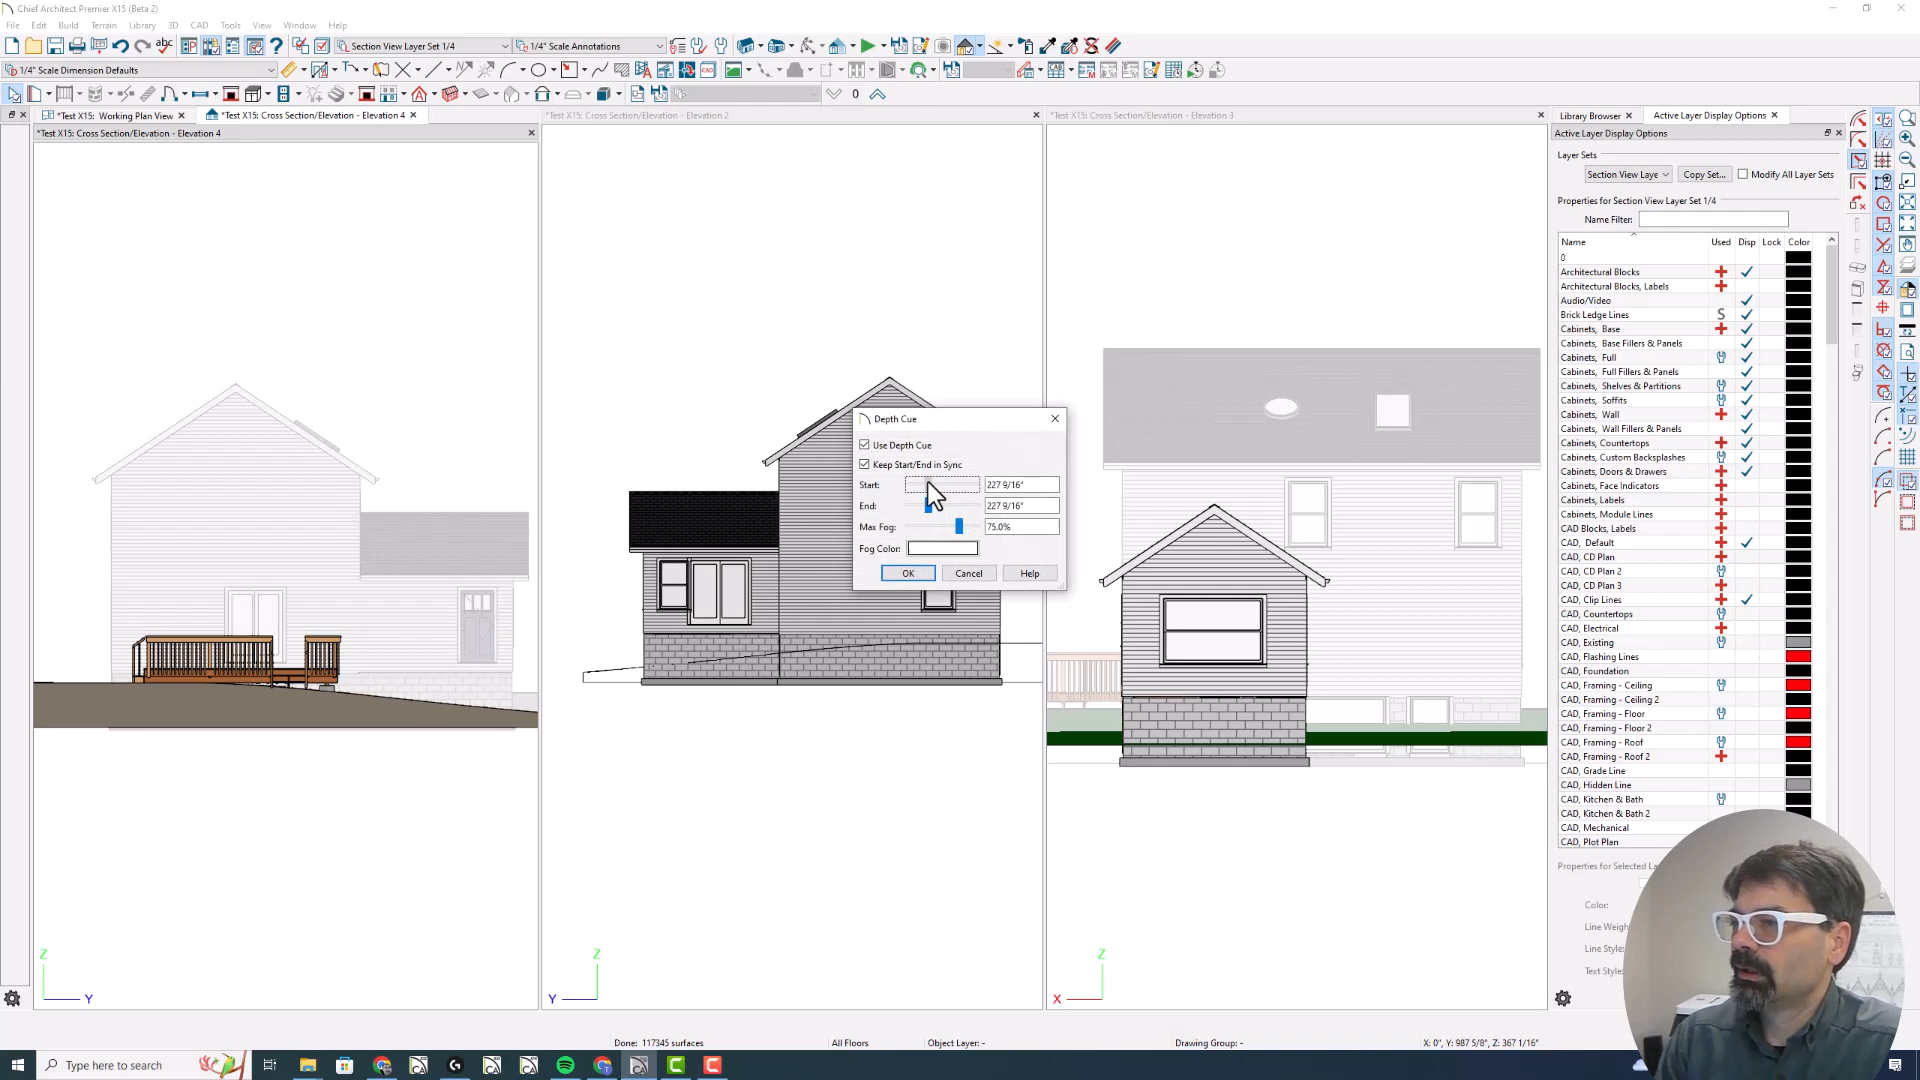 Chief Architect Premier X15 (Beta 2)
File Edit Build Terrain Library 3D CAD Tools View Window Help
Section View Layer Set 1/4
1/4" Scale Annotations
1/4" Scale Dimension Defaults
0
*Test X15: Working Plan View
*Test X15: Cross Section/Elevation - Elevation 4
*Test X15: Cross Section/Elevation - Elevation 2
*Test X15: Cross Section/Elevation - Elevation 3
*Test X15: Cross Section/Elevation - Elevation 4
Depth Cue
Use Depth Cue
Keep Start/End in Sync
Start: 227 9/16"
End: 227 9/16"
Max Fog: 75.0%
Fog Color:
OK Cancel Help
Z
Y
Z
Y
Z
X
Library Browser
Active Layer Display Options
Active Layer Display Options
Layer Sets
Section View Laye
Copy Set...
Modify All Layer Sets
Properties for Section View Layer Set 1/4
Name Filter:
Name Used Disp Lock Color
0
Architectural Blocks
Architectural Blocks, Labels
Audio/Video
Brick Ledge Lines S
Cabinets, Base
Cabinets, Base Fillers & Panels
Cabinets, Full
Cabinets, Full Fillers & Panels
Cabinets, Shelves & Partitions
Cabinets, Soffits
Cabinets, Wall
Cabinets, Wall Fillers & Panels
Cabinets, Countertops
Cabinets, Custom Backsplashes
Cabinets, Doors & Drawers
Cabinets, Face Indicators
Cabinets, Labels
Cabinets, Module Lines
CAD Blocks, Labels
CAD, Default
CAD, CD Plan
CAD, CD Plan 2
CAD, CD Plan 3
CAD, Clip Lines
CAD, Countertops
CAD, Electrical
CAD, Existing
CAD, Flashing Lines
CAD, Foundation
CAD, Framing - Ceiling
CAD, Framing - Ceiling 2
CAD, Framing - Floor
CAD, Framing - Floor 2
CAD, Framing - Roof
CAD, Framing - Roof 2
CAD, Grade Line
CAD, Hidden Line
CAD, Kitchen & Bath
CAD, Kitchen & Bath 2
CAD, Mechanical
CAD, Plot Plan
Properties for Selected La
Color:
Line Weig
Line Style:
Text Style:
Done: 117345 surfaces
All Floors
Object Layer: -
Drawing Group: -
X: 0", Y: 987 5/8", Z: 367 1/16"
Type here to search